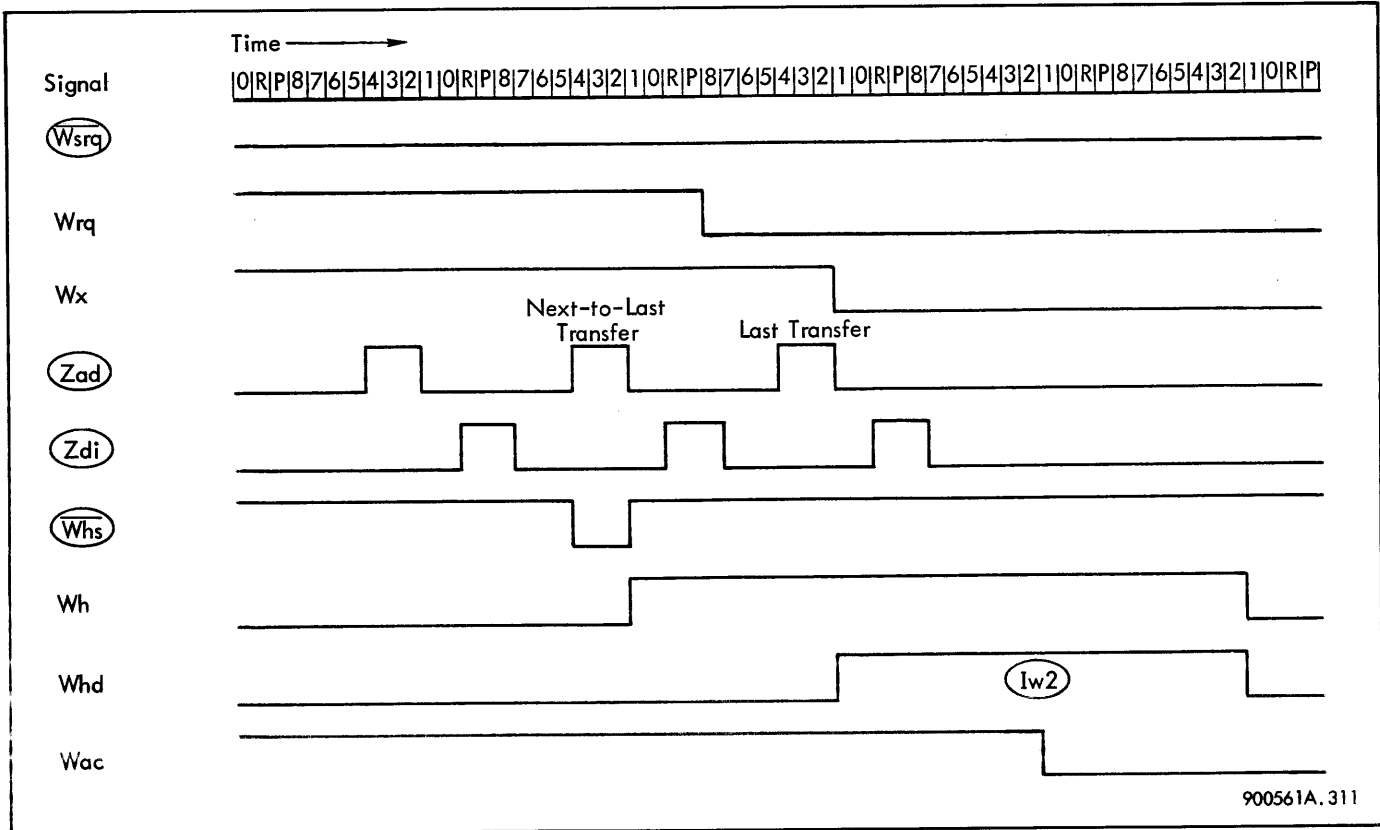 Time
Signal
0|R|P|8|7|6|5|4|3|2|1|0|R|P|8|7|6|5|4|3|2|1|0|R|P|8|7|6|5|4|3|2|1|0|R|P|8|7|6|5|4|3|2|1|0|R|P|8|7|6|5|4|3|2|1|0|R|P
Wsrq
Wrq
Wx
Next-to-Last
Transfer
Last Transfer
Zad
Zdi
Whs
Wh
Whd
Iw2
Wac
900561A.311